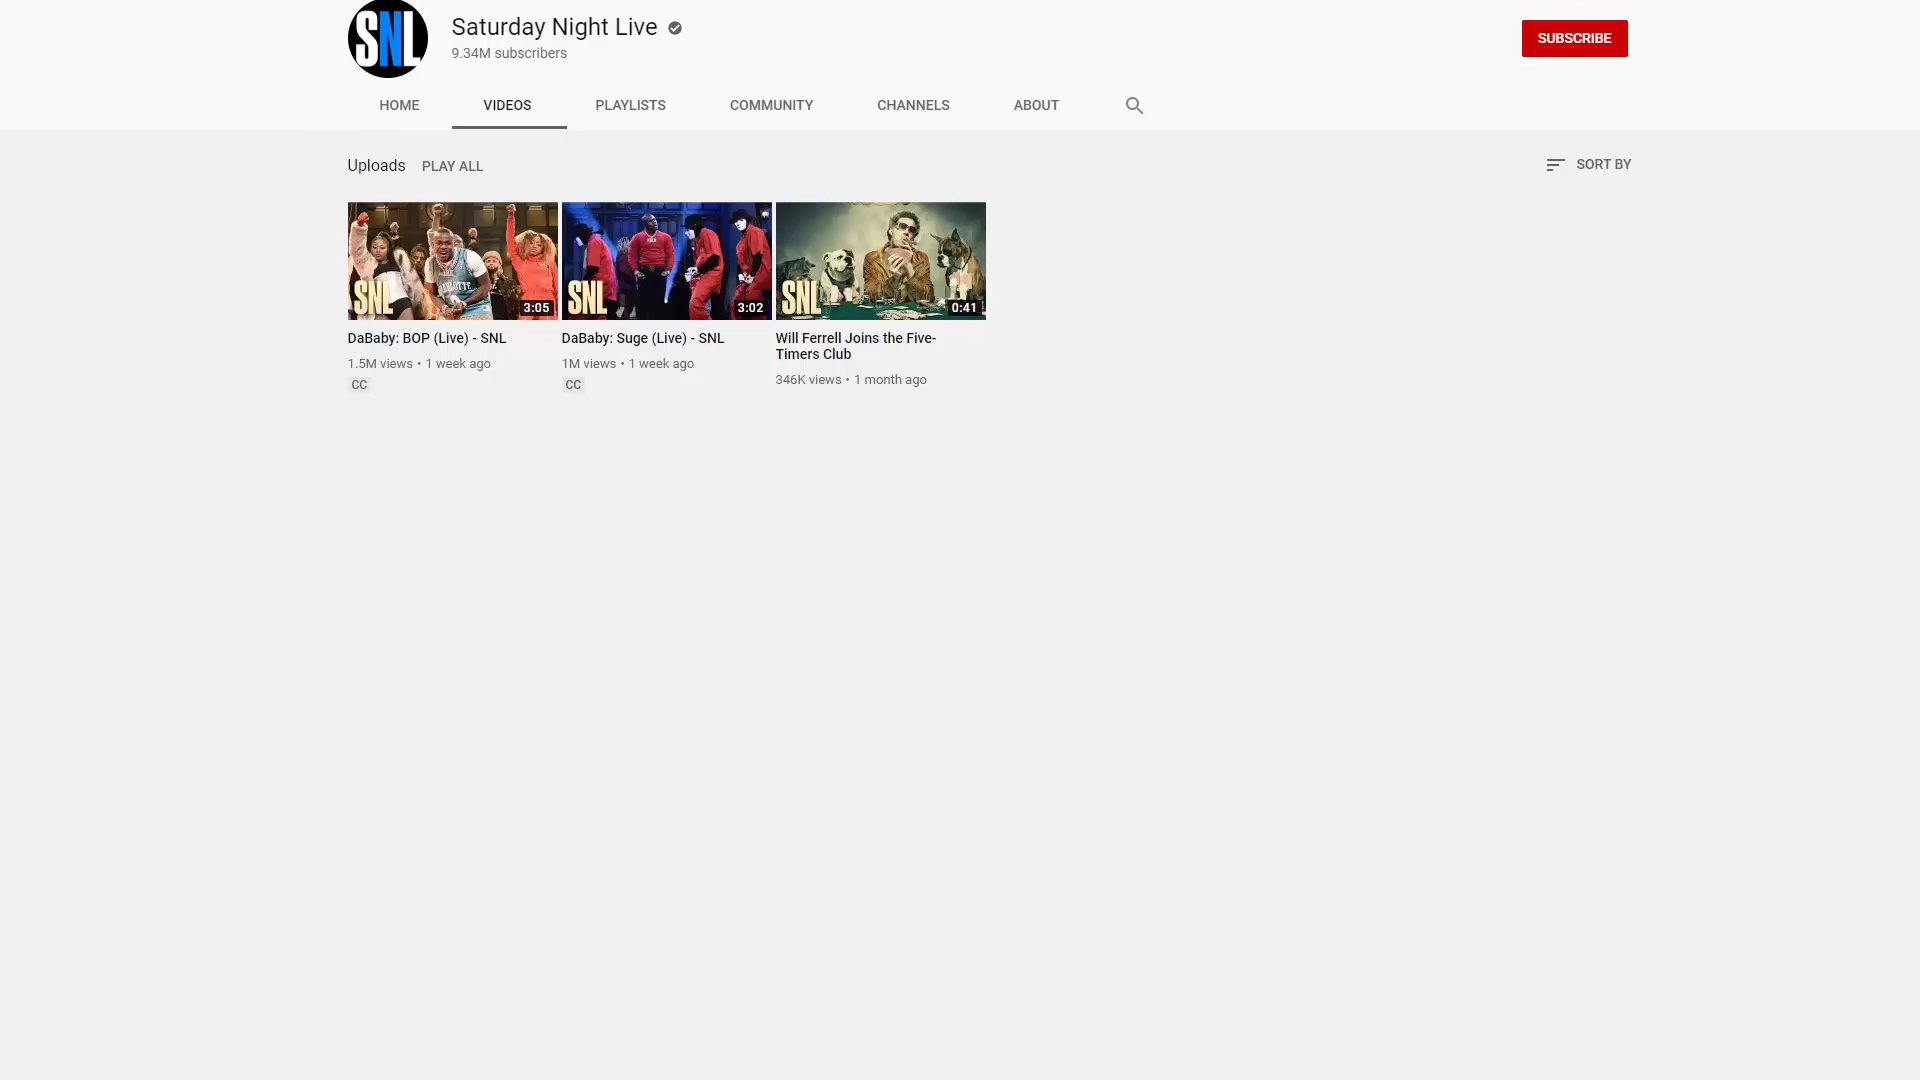 SNL
Saturday Night Live
9.34M subscribers
SUBSCRIBE
HOME
VIDEOS
PLAYLISTS
COMMUNITY
CHANNELS
ABOUT
Uploads
PLAY ALL
SORT BY
SNL
3:05
SNL
3:02
SNL
0:41
DaBaby: BOP (Live) - SNL
1.5M views • 1 week ago
CC
DaBaby: Suge (Live) - SNL
1M views • 1 week ago
CC
Will Ferrell Joins the Five-
Timers Club
346K views • 1 month ago